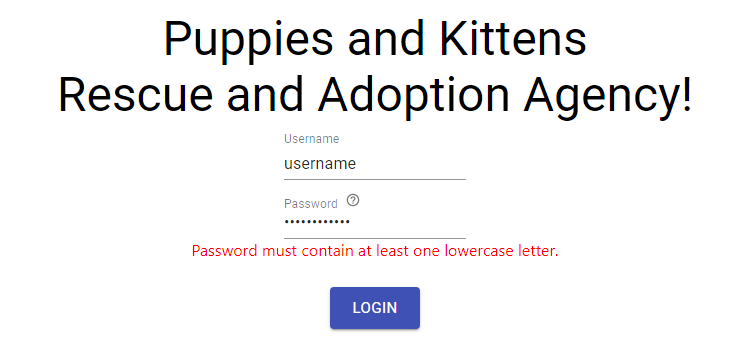 Puppies and Kittens
Rescue and Adoption Agency!
Username
username
Password ?
••••••••••••
Password must contain at least one lowercase letter.
LOGIN